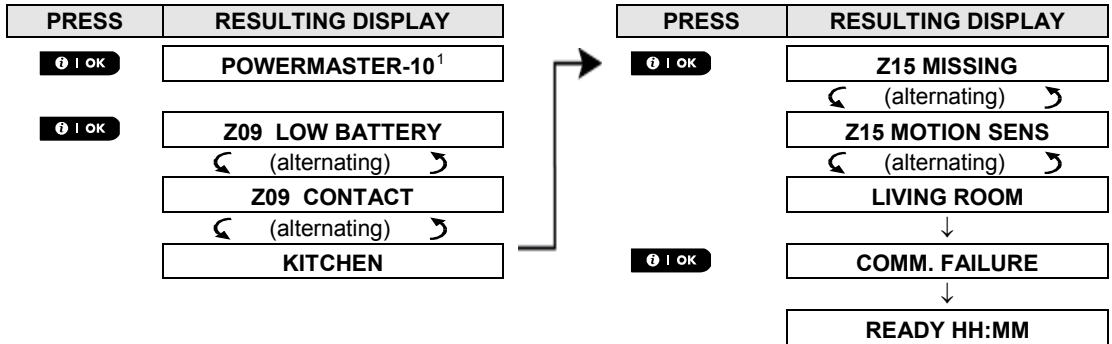 PRESS RESULTING DISPLAY
i I OK POWERMASTER-10¹
i I OK Z09 LOW BATTERY
(alternating)
Z09 CONTACT
(alternating)
KITCHEN
PRESS RESULTING DISPLAY
i I OK Z15 MISSING
(alternating)
Z15 MOTION SENS
(alternating)
LIVING ROOM
↓
i I OK COMM. FAILURE
↓
READY HH:MM